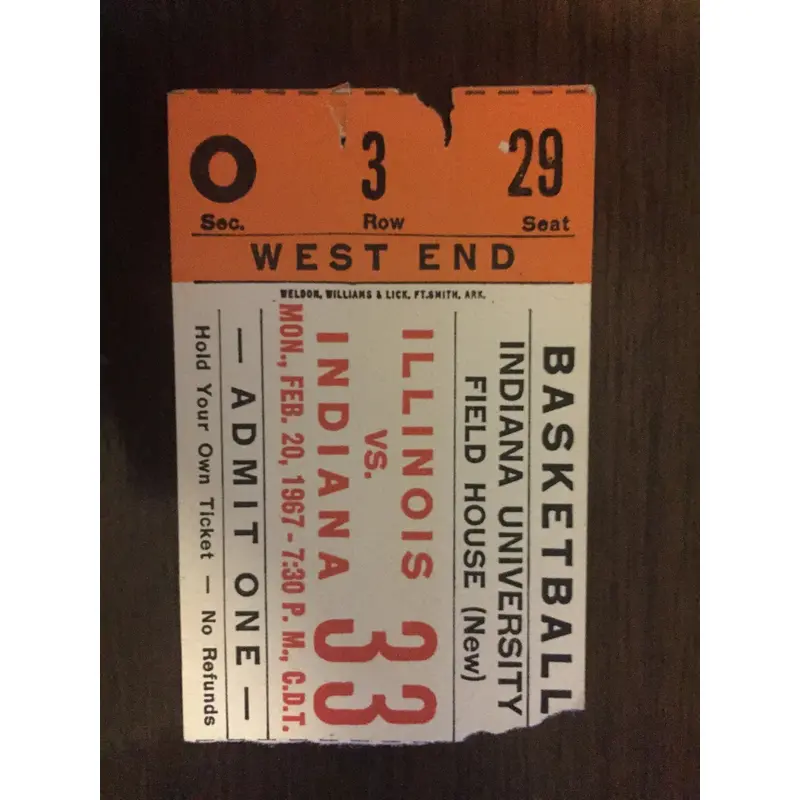 O 3 29
Sec. Row Seat
WEST END
WELDON, WILLIAMS & LICK, FT.SMITH, ARK.
BASKETBALL
INDIANA UNIVERSITY
FIELD HOUSE (New)
ILLINOIS
VS.
INDIANA
33
MON., FEB. 20, 1967 - 7:30 P. M., C.D.T.
— ADMIT ONE —
Hold Your Own Ticket — No Refunds